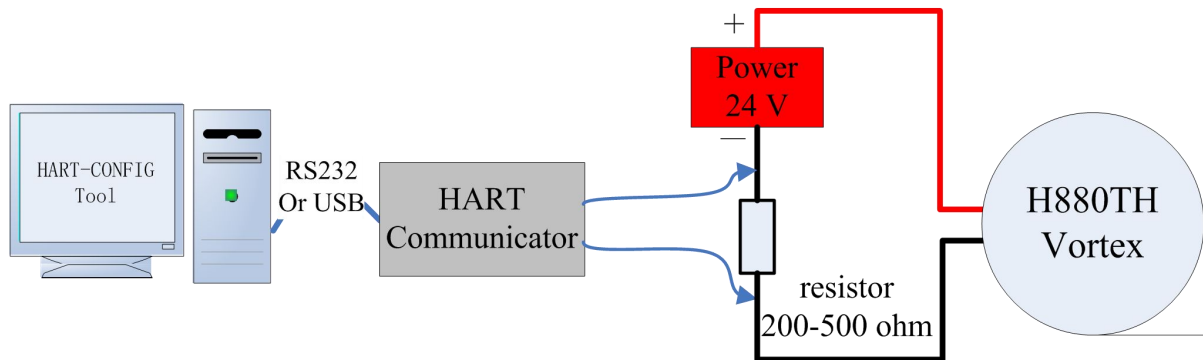 HART-CONFIG
Tool
RS232
Or USB
HART
Communicator
+
Power
24 V
—
resistor
200-500 ohm
H880TH
Vortex